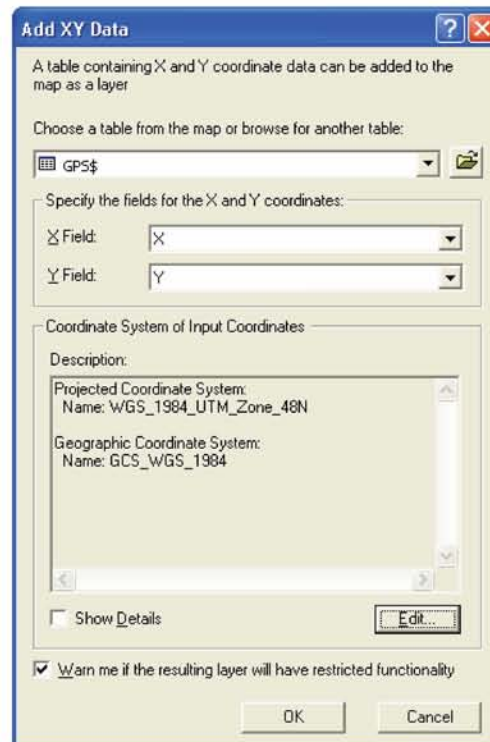 Add XY Data
A table containing X and Y coordinate data can be added to the
map as a layer
Choose a table from the map or browse for another table:
GPS$
Specify the fields for the X and Y coordinates:
X Field: X
Y Field: Y
Coordinate System of Input Coordinates
Description:
Projected Coordinate System:
Name: WGS_1984_UTM_Zone_48N
Geographic Coordinate System:
Name: GCS_WGS_1984
Show Details Edit...
Warn me if the resulting layer will have restricted functionality
OK Cancel